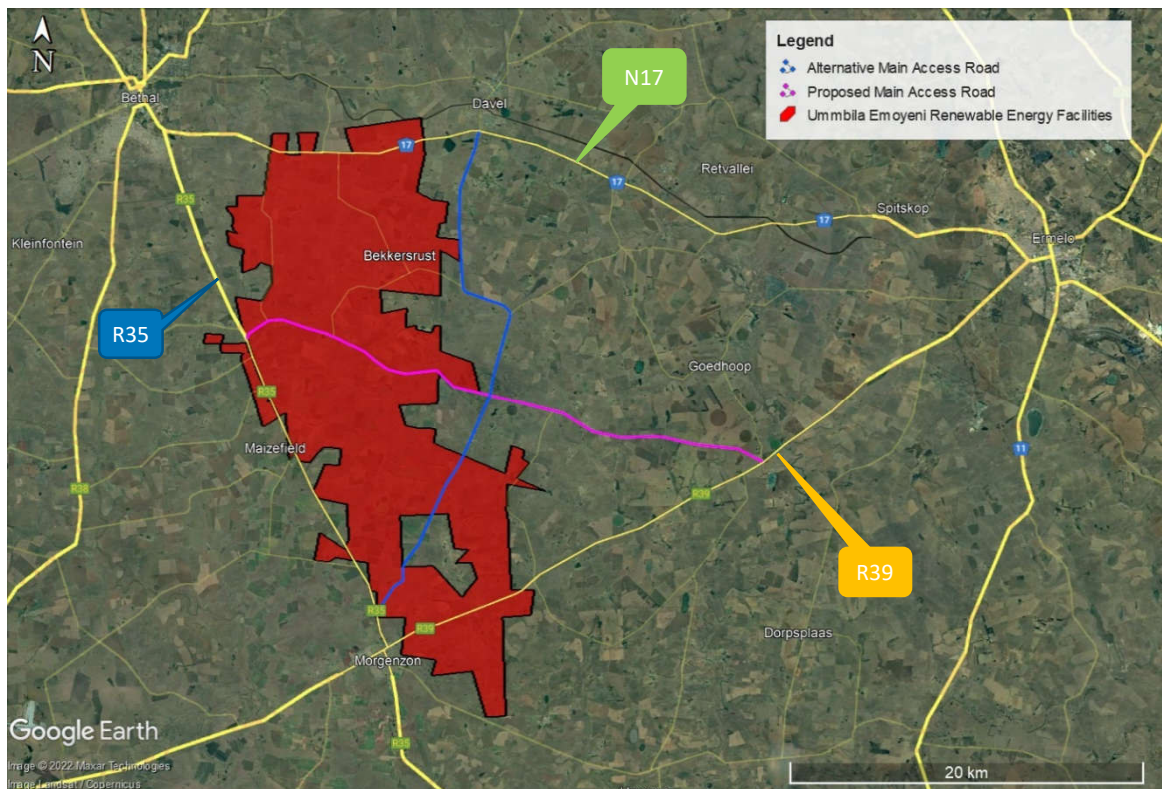 N
Bethal
Davel
N17
Legend
Alternative Main Access Road
Proposed Main Access Road
Ummbila Emoyeni Renewable Energy Facilities
17
17
Retvallei
R35
Spitskop
17
Ermelo
Kleinfontein
Bekkersrust
R35
Goedhoop
R35
Maizefield
11
R38
R39
R39
R35
R39
Dorpsplaas
Morgenzon
R35
Google Earth
Image © 2022 Maxar Technologies
Image Landsat / Copernicus
20 km